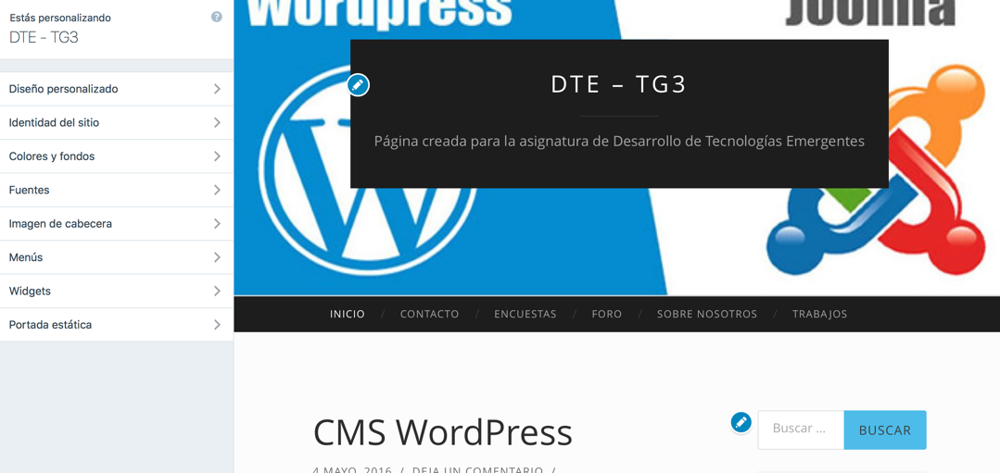 Estás personalizando
?
DTE – TG3
Diseño personalizado
Identidad del sitio
Colores y fondos
Fuentes
Imagen de cabecera
Menús
Widgets
Portada estática
Wordpress
Joomla
DTE – TG3
Página creada para la asignatura de Desarrollo de Tecnologías Emergentes
INICIO / CONTACTO / ENCUESTAS / FORO / SOBRE NOSOTROS / TRABAJOS
CMS WordPress
Buscar ... BUSCAR
4 MAYO, 2016 / DEJA UN COMENTARIO /